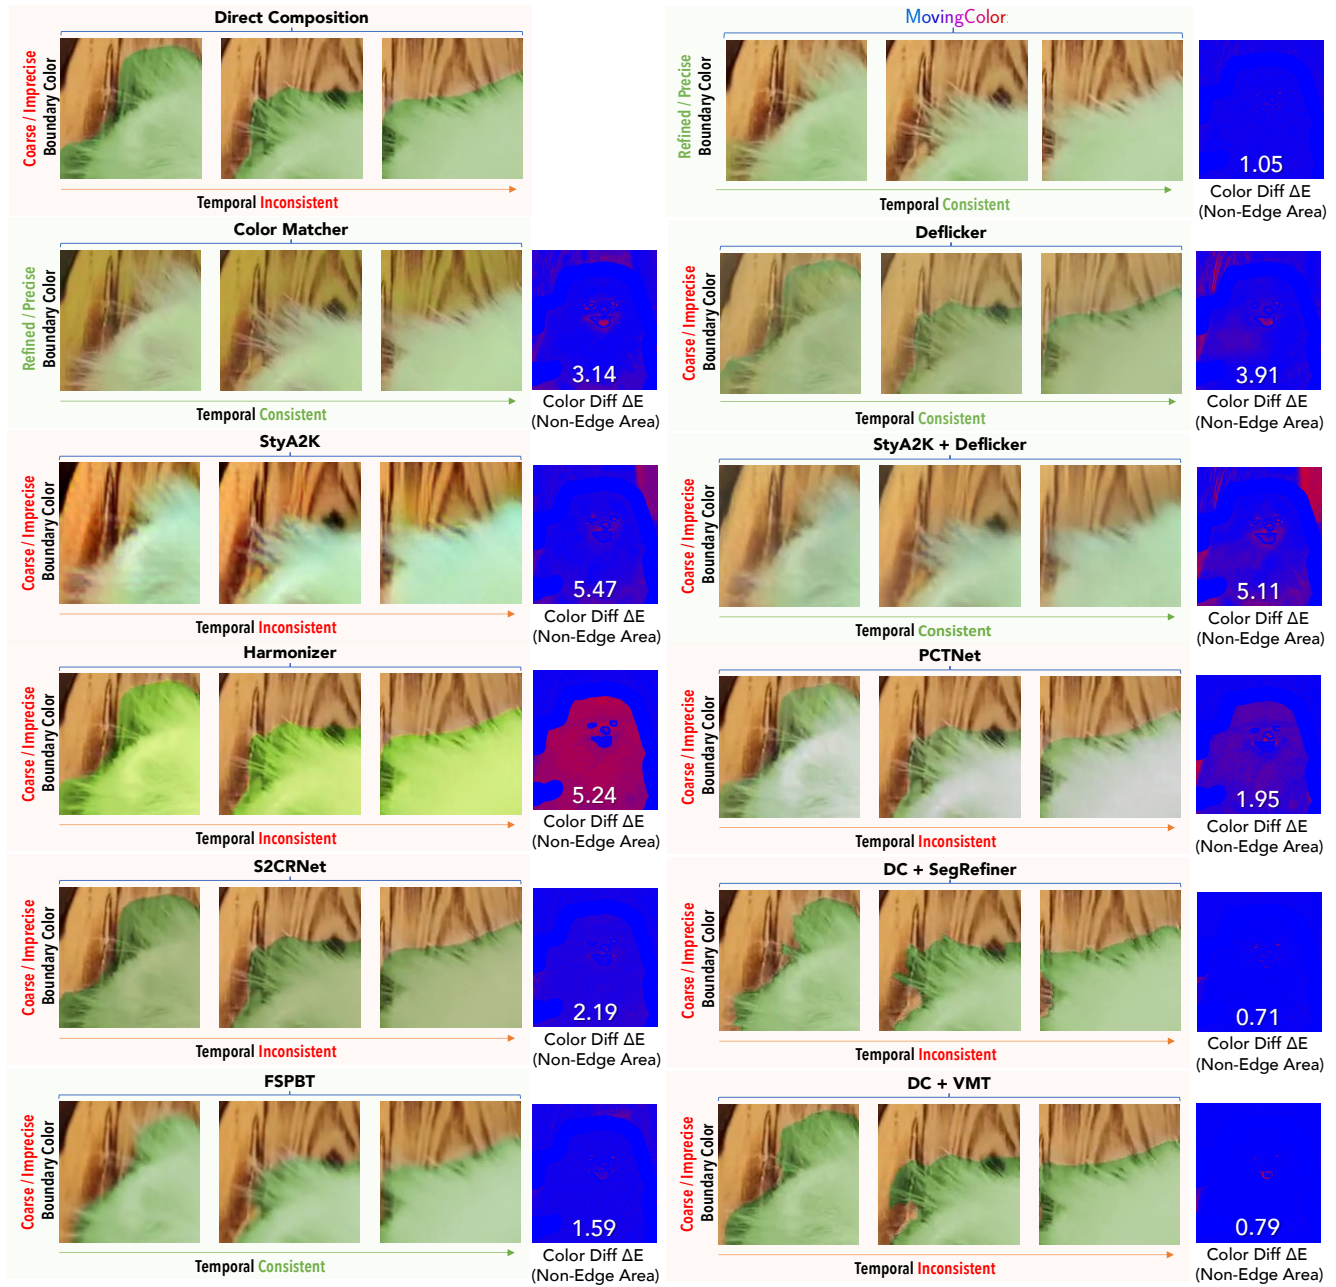 Direct Composition
Coarse / Imprecise
Boundary Color
Temporal Inconsistent
MovingColor
Refined / Precise
Boundary Color
1.05
Temporal Consistent
Color Diff ΔE
(Non-Edge Area)
Color Matcher
Refined / Precise
Boundary Color
3.14
Temporal Consistent
Color Diff ΔE
(Non-Edge Area)
Deflicker
Coarse / Imprecise
Boundary Color
3.91
Temporal Consistent
Color Diff ΔE
(Non-Edge Area)
StyA2K
Coarse / Imprecise
Boundary Color
5.47
Temporal Inconsistent
Color Diff ΔE
(Non-Edge Area)
StyA2K + Deflicker
Coarse / Imprecise
Boundary Color
5.11
Temporal Consistent
Color Diff ΔE
(Non-Edge Area)
Harmonizer
Coarse / Imprecise
Boundary Color
5.24
Temporal Inconsistent
Color Diff ΔE
(Non-Edge Area)
PCTNet
Coarse / Imprecise
Boundary Color
1.95
Temporal Inconsistent
Color Diff ΔE
(Non-Edge Area)
S2CRNet
Coarse / Imprecise
Boundary Color
2.19
Temporal Inconsistent
Color Diff ΔE
(Non-Edge Area)
DC + SegRefiner
Coarse / Imprecise
Boundary Color
0.71
Temporal Inconsistent
Color Diff ΔE
(Non-Edge Area)
FSPBT
Coarse / Imprecise
Boundary Color
1.59
Temporal Consistent
Color Diff ΔE
(Non-Edge Area)
DC + VMT
Coarse / Imprecise
Boundary Color
0.79
Temporal Inconsistent
Color Diff ΔE
(Non-Edge Area)